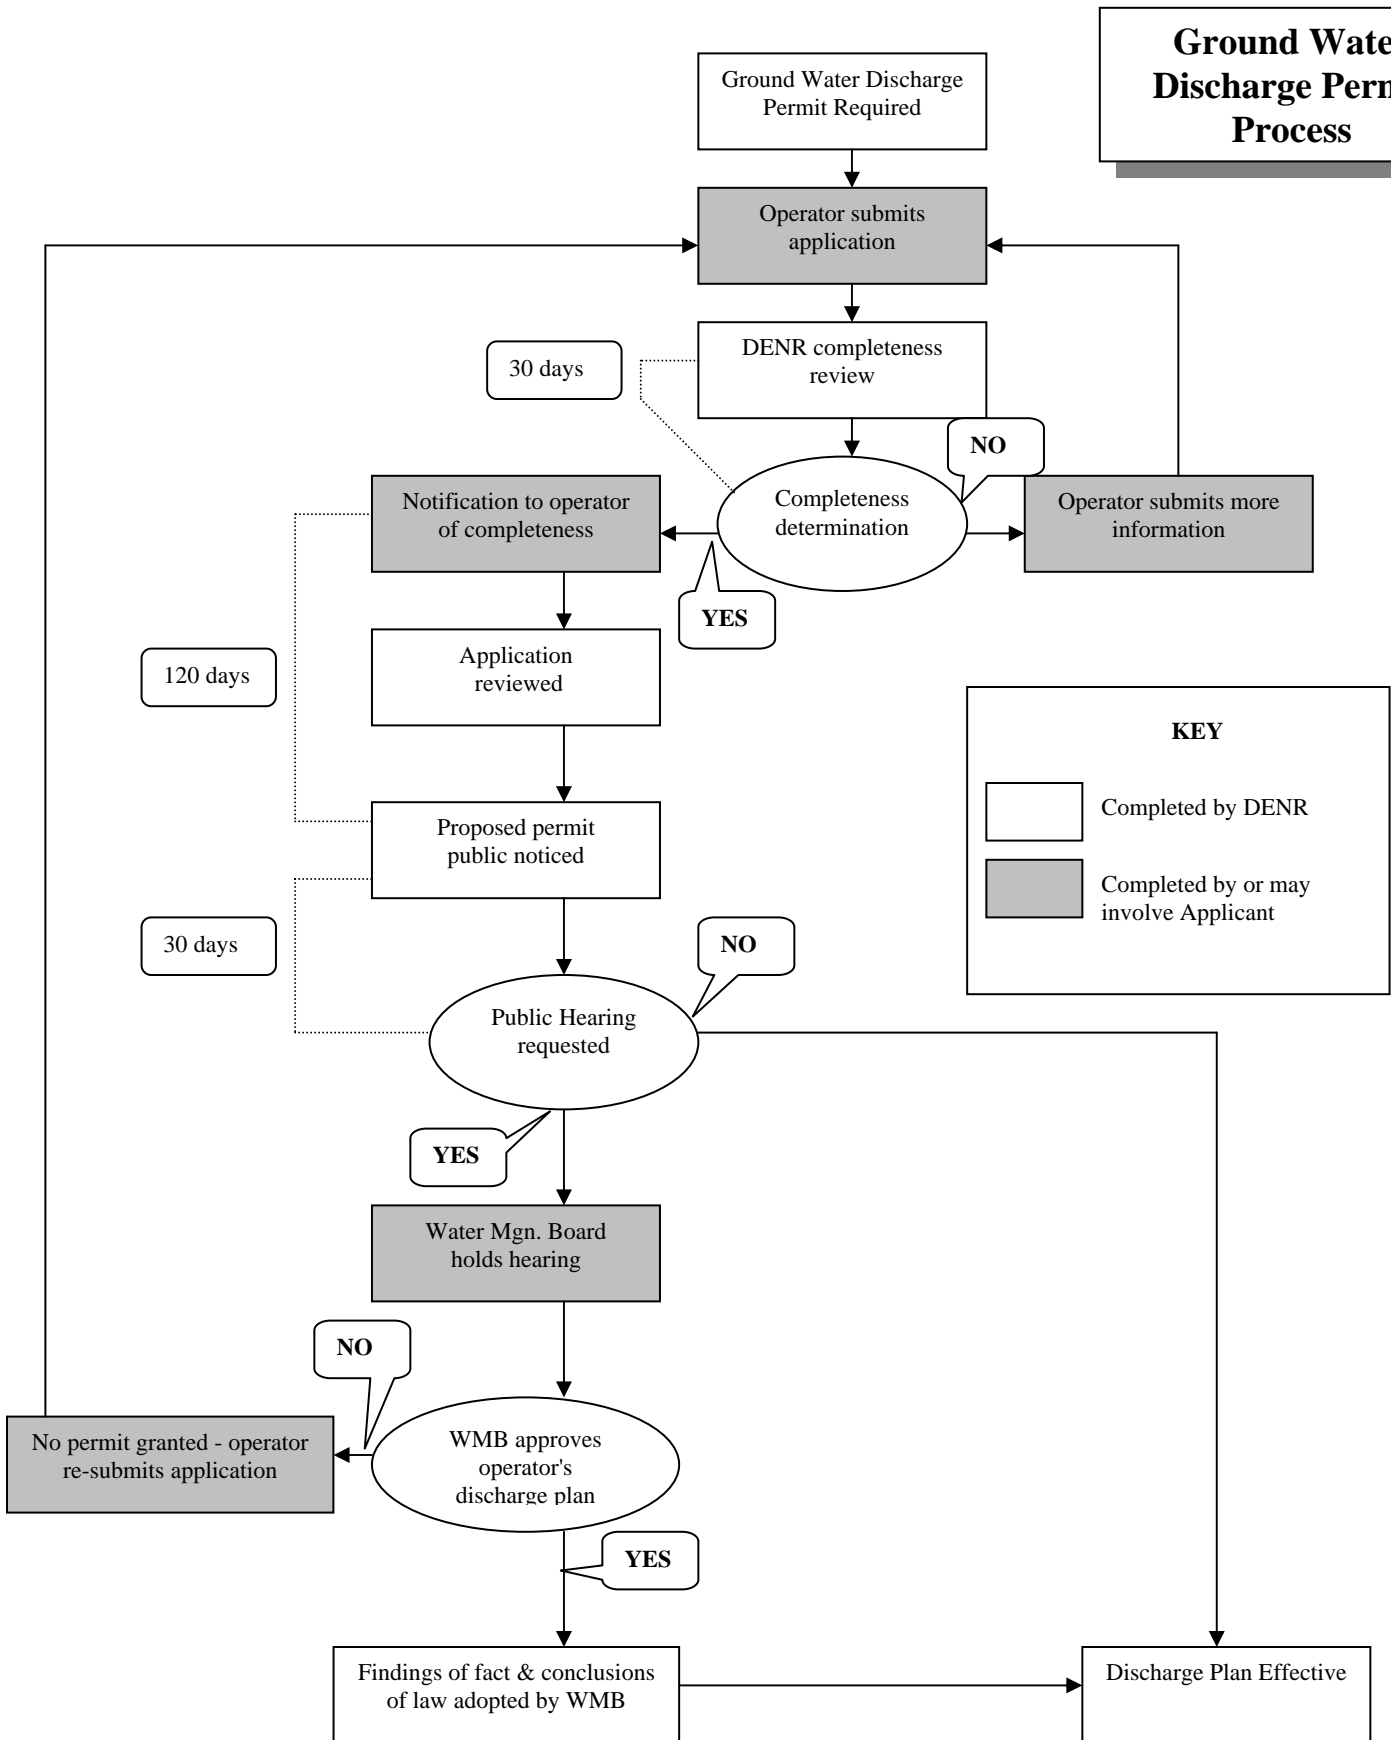 Ground Wate
Discharge Perm
Process
Ground Water Discharge
Permit Required
Operator submits
application
DENR completeness
review
30 days
NO
Completeness
determination
Notification to operator
of completeness
Operator submits more
information
YES
Application
reviewed
120 days
KEY
Completed by DENR
Completed by or may
involve Applicant
Proposed permit
public noticed
30 days
NO
Public Hearing
requested
YES
Water Mgn. Board
holds hearing
NO
No permit granted - operator
re-submits application
WMB approves
operator's
discharge plan
YES
Findings of fact & conclusions
of law adopted by WMB
Discharge Plan Effective